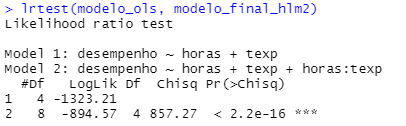 > lrtest(modelo_ols, modelo_final_hlm2)
Likelihood ratio test

Model 1: desempenho ~ horas + texp
Model 2: desempenho ~ horas + texp + horas:texp
  #Df   LogLik Df  Chisq Pr(>Chisq)
1   4 -1323.21
2   8  -894.57  4 857.27  < 2.2e-16 ***